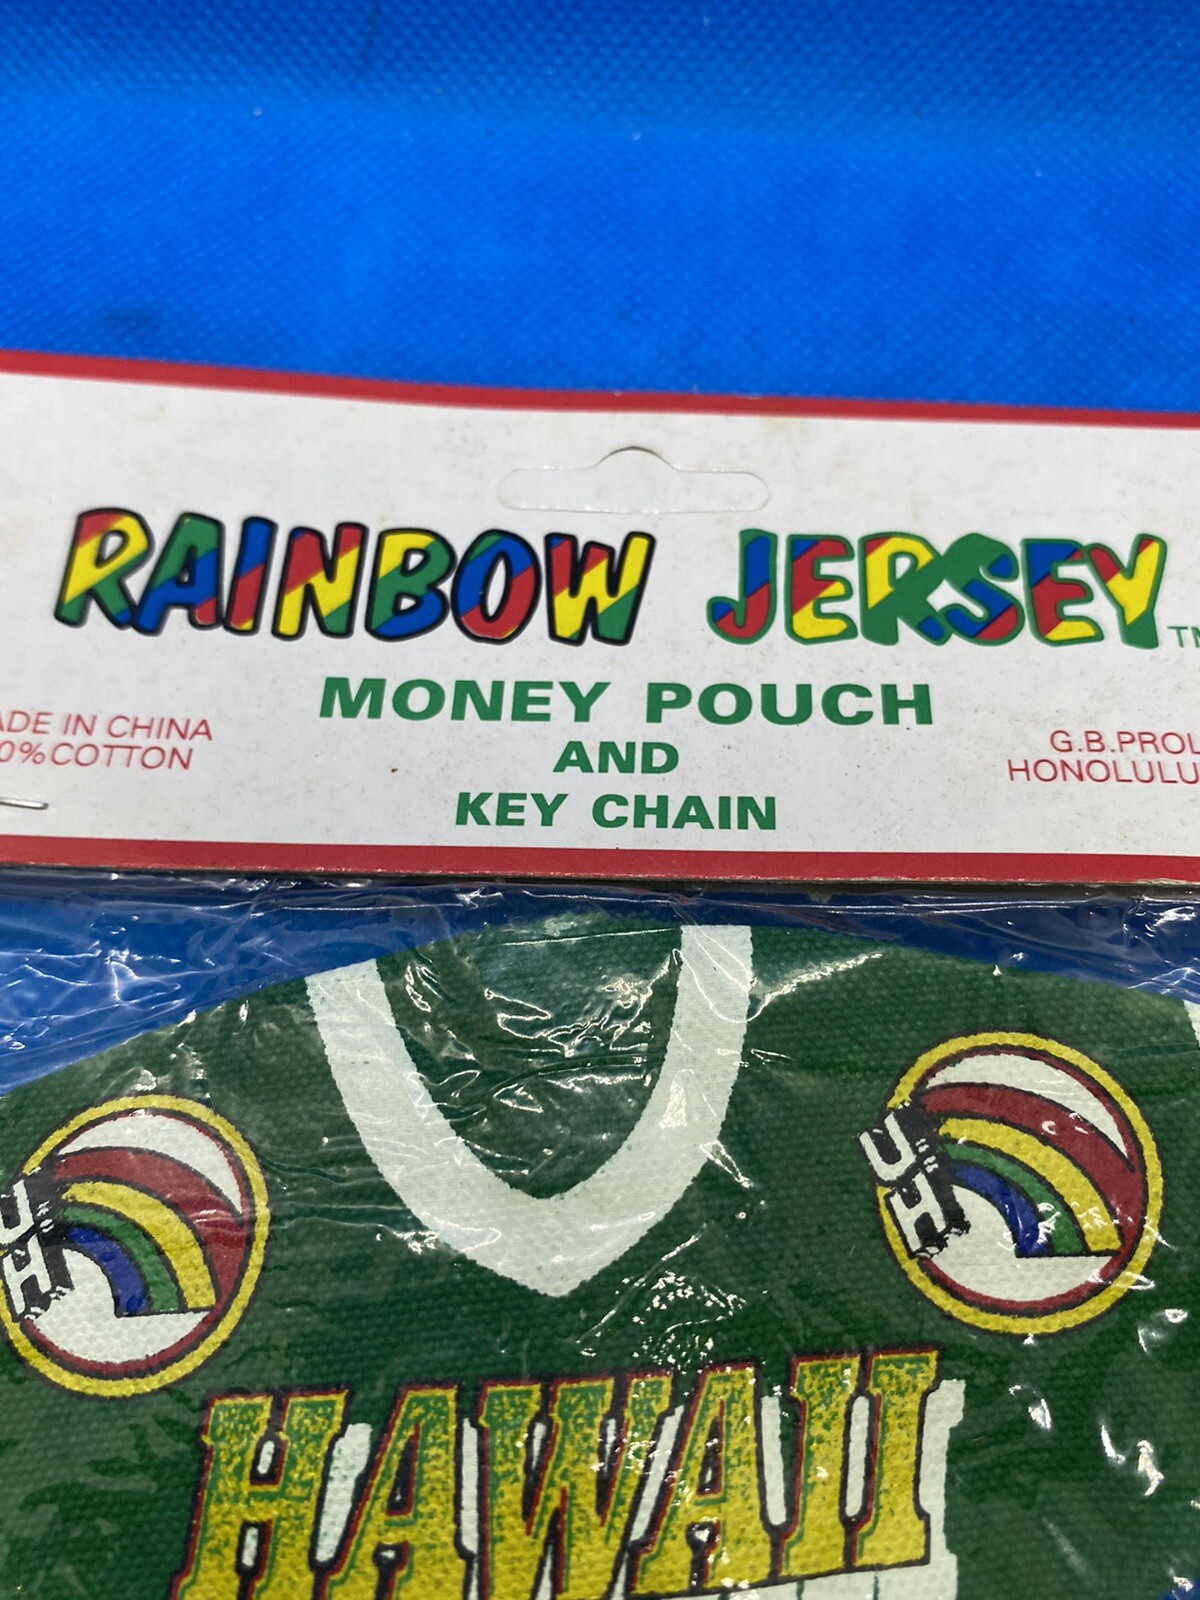 RAINBOW JERSEY TM
MONEY POUCH
AND
KEY CHAIN
ADE IN CHINA
0% COTTON
G.B.PROL
HONOLULU
UH
UH
HAWAII